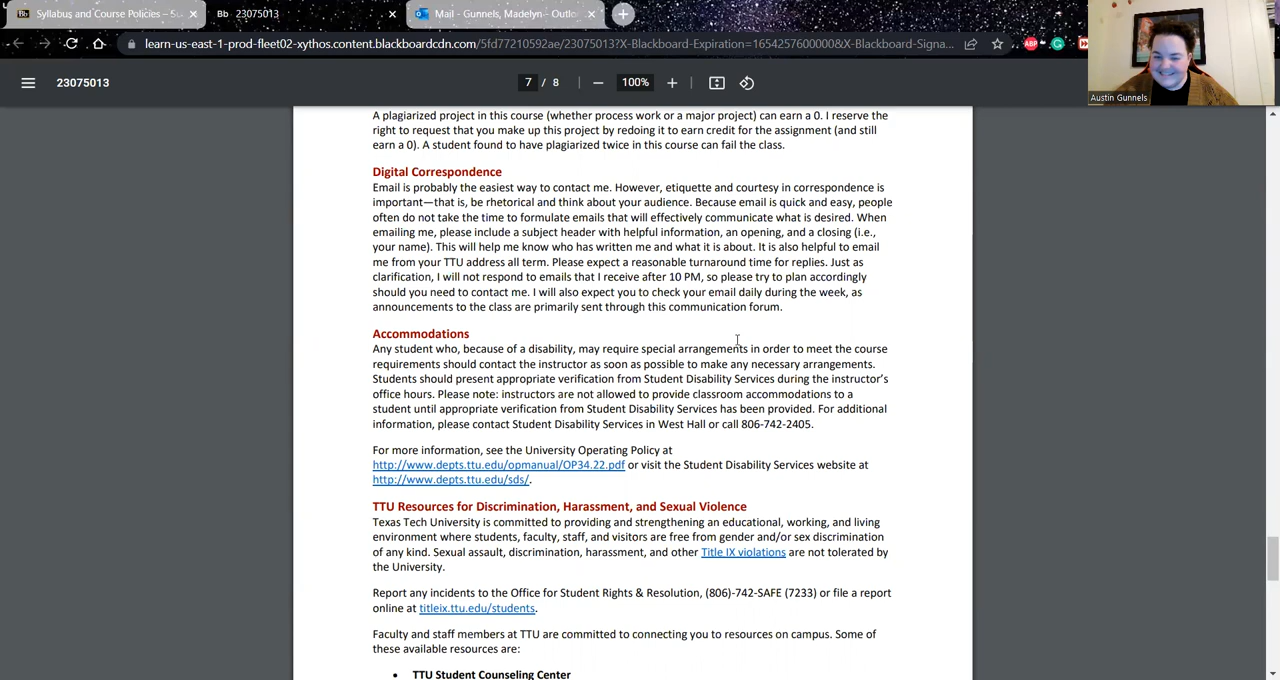 Syllabus and Course Policies – Su
23075013
Mail - Gunnels, Madelyn - Outlo
learn-us-east-1-prod-fleet02-xythos.content.blackboardcdn.com/5fd77210592ae/23075013?X-Blackboard-Expiration=1654257600000&X-Blackboard-Signa...
ABP
23075013
7 / 8
100%
Austin Gunnels
A plagiarized project in this course (whether process work or a major project) can earn a 0. I reserve the
right to request that you make up this project by redoing it to earn credit for the assignment (and still
earn a 0). A student found to have plagiarized twice in this course can fail the class.
Digital Correspondence
Email is probably the easiest way to contact me. However, etiquette and courtesy in correspondence is
important—that is, be rhetorical and think about your audience. Because email is quick and easy, people
often do not take the time to formulate emails that will effectively communicate what is desired. When
emailing me, please include a subject header with helpful information, an opening, and a closing (i.e.,
your name). This will help me know who has written me and what it is about. It is also helpful to email
me from your TTU address all term. Please expect a reasonable turnaround time for replies. Just as
clarification, I will not respond to emails that I receive after 10 PM, so please try to plan accordingly
should you need to contact me. I will also expect you to check your email daily during the week, as
announcements to the class are primarily sent through this communication forum.
Accommodations
Any student who, because of a disability, may require special arrangements in order to meet the course
requirements should contact the instructor as soon as possible to make any necessary arrangements.
Students should present appropriate verification from Student Disability Services during the instructor's
office hours. Please note: instructors are not allowed to provide classroom accommodations to a
student until appropriate verification from Student Disability Services has been provided. For additional
information, please contact Student Disability Services in West Hall or call 806-742-2405.
For more information, see the University Operating Policy at
http://www.depts.ttu.edu/opmanual/OP34.22.pdf or visit the Student Disability Services website at
http://www.depts.ttu.edu/sds/.
TTU Resources for Discrimination, Harassment, and Sexual Violence
Texas Tech University is committed to providing and strengthening an educational, working, and living
environment where students, faculty, staff, and visitors are free from gender and/or sex discrimination
of any kind. Sexual assault, discrimination, harassment, and other Title IX violations are not tolerated by
the University.
Report any incidents to the Office for Student Rights & Resolution, (806)-742-SAFE (7233) or file a report
online at titleix.ttu.edu/students.
Faculty and staff members at TTU are committed to connecting you to resources on campus. Some of
these available resources are:
• TTU Student Counseling Center